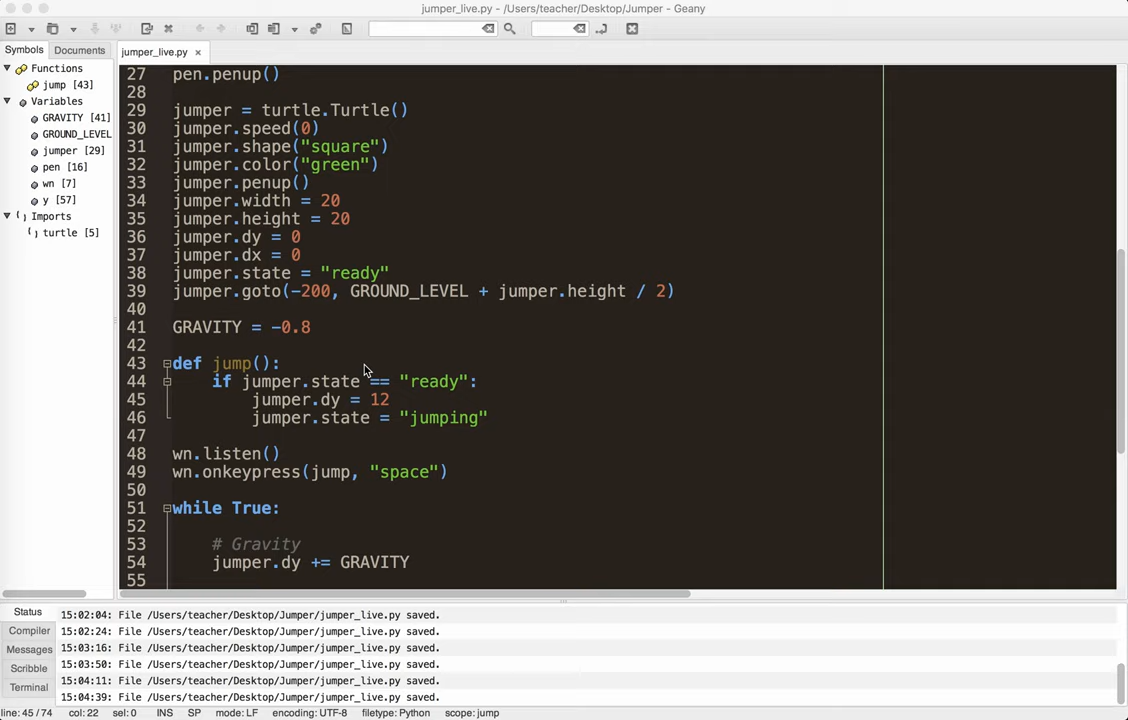 jumper_live.py - /Users/teacher/Desktop/Jumper - Geany
Symbols Documents
jumper_live.py ×
Functions
jump [43]
Variables
GRAVITY [41]
GROUND_LEVEL
jumper [29]
pen [16]
wn [7]
y [57]
Imports
turtle [5]
27 pen.penup()
28
29 jumper = turtle.Turtle()
30 jumper.speed(0)
31 jumper.shape("square")
32 jumper.color("green")
33 jumper.penup()
34 jumper.width = 20
35 jumper.height = 20
36 jumper.dy = 0
37 jumper.dx = 0
38 jumper.state = "ready"
39 jumper.goto(-200, GROUND_LEVEL + jumper.height / 2)
40
41 GRAVITY = -0.8
42
43 def jump():
44     if jumper.state == "ready":
45         jumper.dy = 12
46         jumper.state = "jumping"
47
48 wn.listen()
49 wn.onkeypress(jump, "space")
50
51 while True:
52
53     # Gravity
54     jumper.dy += GRAVITY
55
Status
Compiler
Messages
Scribble
Terminal
15:02:04: File /Users/teacher/Desktop/Jumper/jumper_live.py saved.
15:02:24: File /Users/teacher/Desktop/Jumper/jumper_live.py saved.
15:03:16: File /Users/teacher/Desktop/Jumper/jumper_live.py saved.
15:03:50: File /Users/teacher/Desktop/Jumper/jumper_live.py saved.
15:04:11: File /Users/teacher/Desktop/Jumper/jumper_live.py saved.
15:04:39: File /Users/teacher/Desktop/Jumper/jumper_live.py saved.
line: 45 / 74 col: 22 sel: 0 INS SP mode: LF encoding: UTF-8 filetype: Python scope: jump